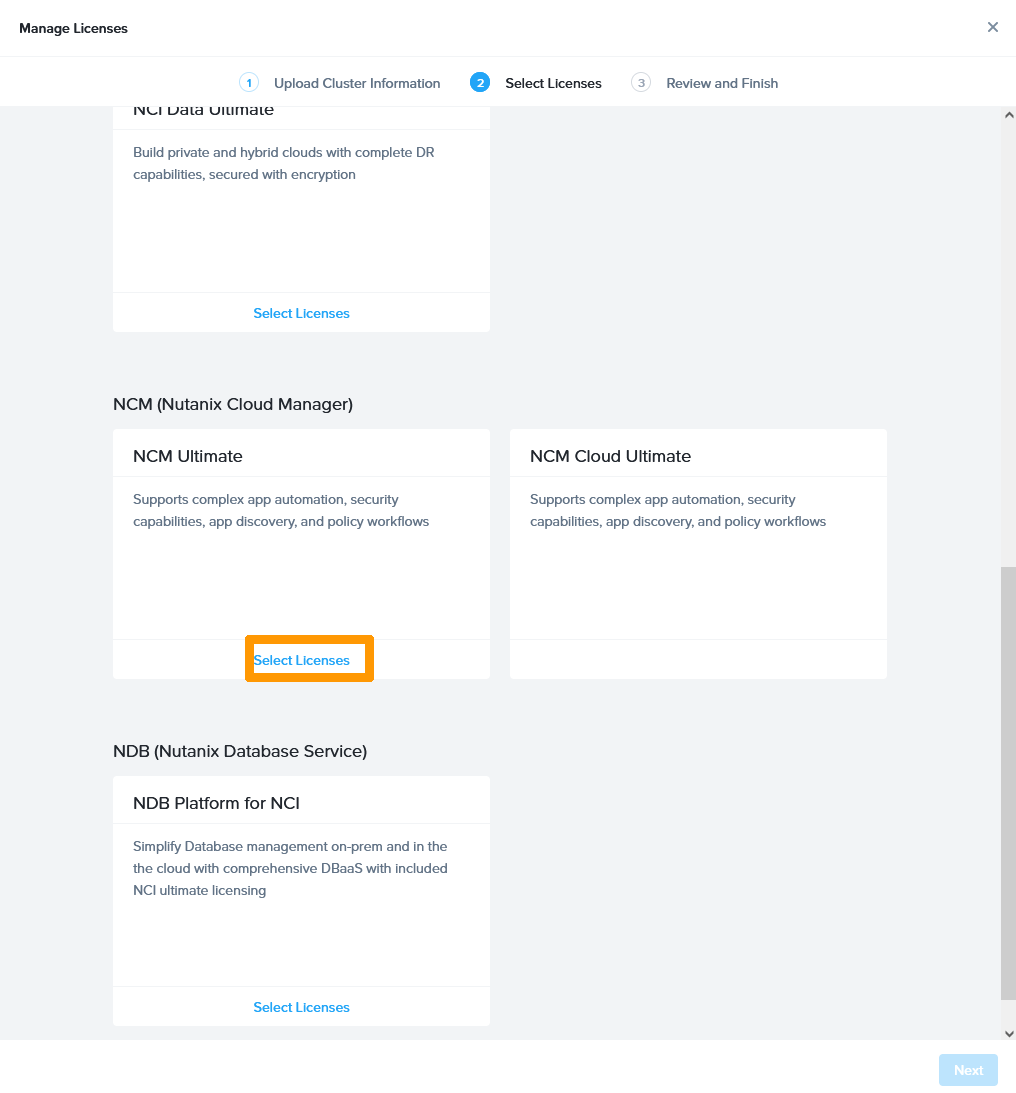 Manage Licenses
1 Upload Cluster Information 2 Select Licenses 3 Review and Finish
NCI Data Ultimate
Build private and hybrid clouds with complete DR
capabilities, secured with encryption
Select Licenses
NCM (Nutanix Cloud Manager)
NCM Ultimate
Supports complex app automation, security
capabilities, app discovery, and policy workflows
Select Licenses
NCM Cloud Ultimate
Supports complex app automation, security
capabilities, app discovery, and policy workflows
NDB (Nutanix Database Service)
NDB Platform for NCI
Simplify Database management on-prem and in the
the cloud with comprehensive DBaaS with included
NCI ultimate licensing
Select Licenses
Next